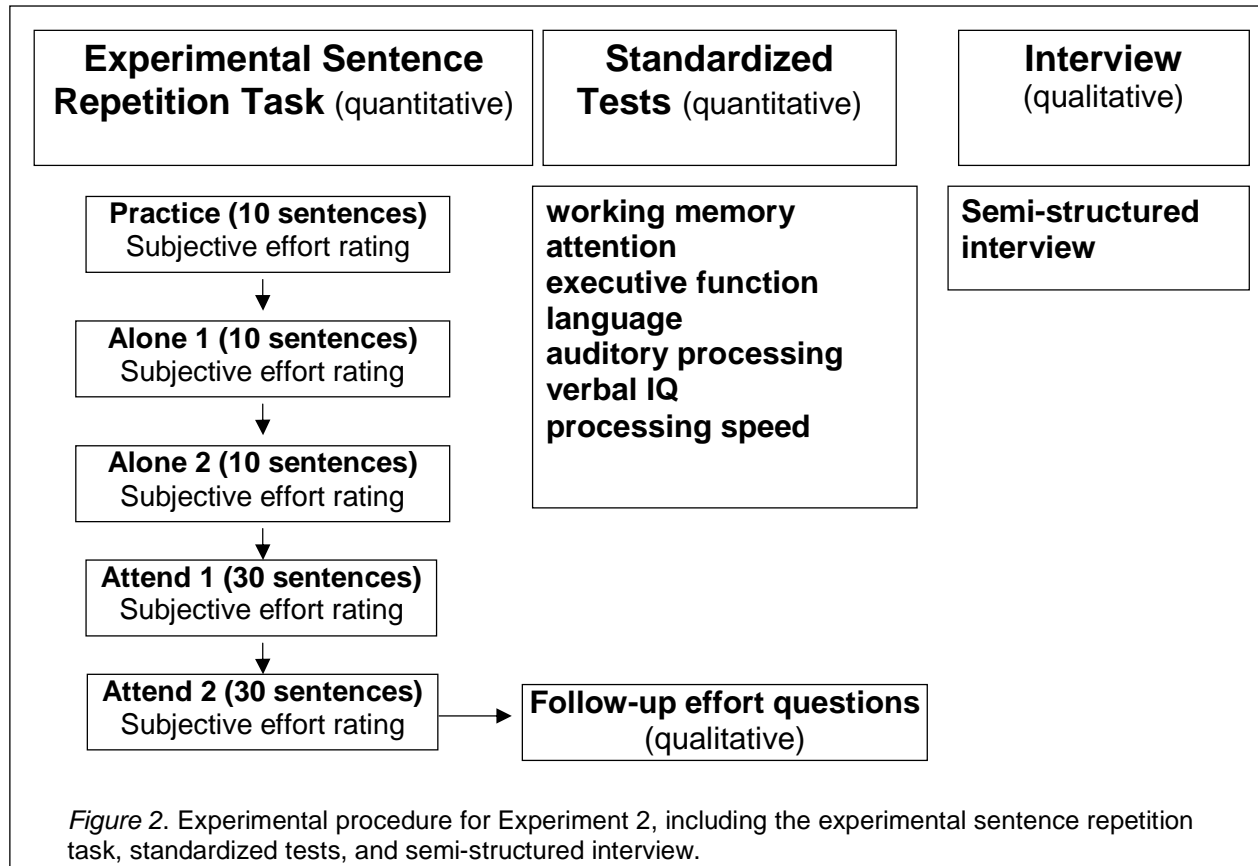 Experimental Sentence
Repetition Task (quantitative)
Standardized
Tests (quantitative)
Interview
(qualitative)
Practice (10 sentences)
Subjective effort rating
Alone 1 (10 sentences)
Subjective effort rating
Alone 2 (10 sentences)
Subjective effort rating
Attend 1 (30 sentences)
Subjective effort rating
Attend 2 (30 sentences)
Subjective effort rating
working memory
attention
executive function
language
auditory processing
verbal IQ
processing speed
Semi-structured
interview
Follow-up effort questions
(qualitative)
Figure 2. Experimental procedure for Experiment 2, including the experimental sentence repetition
task, standardized tests, and semi-structured interview.